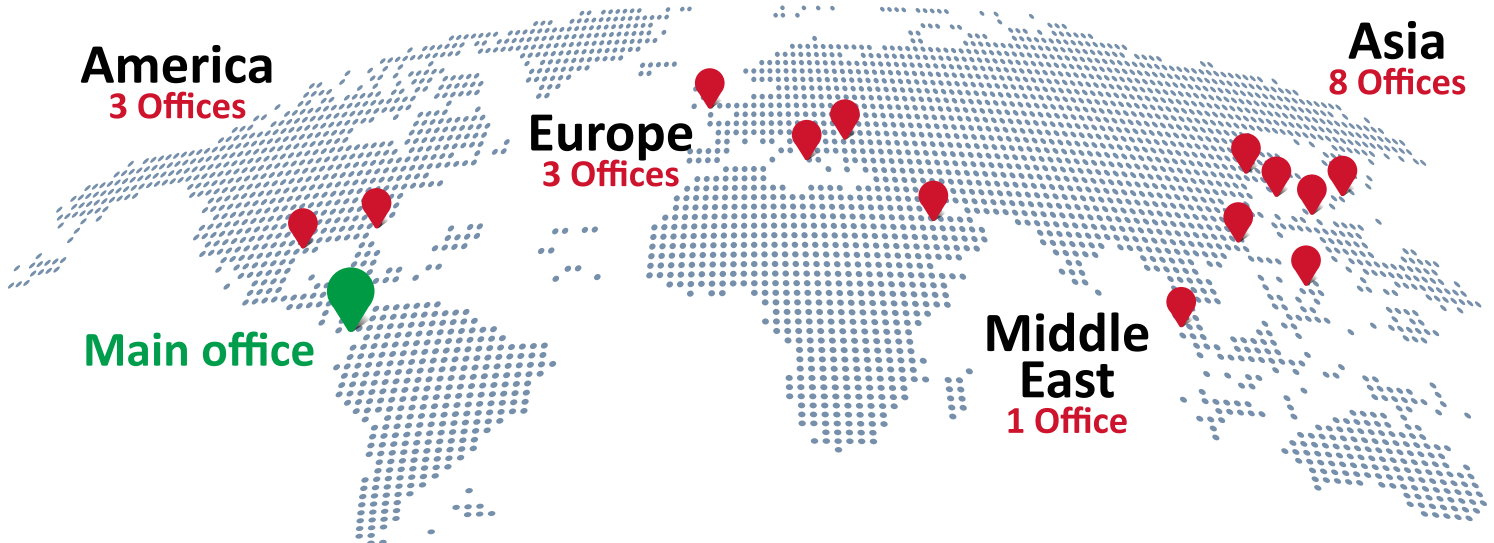 America
3 Offices
Europe
3 Offices
Asia
8 Offices
Main office
Middle
East
1 Office